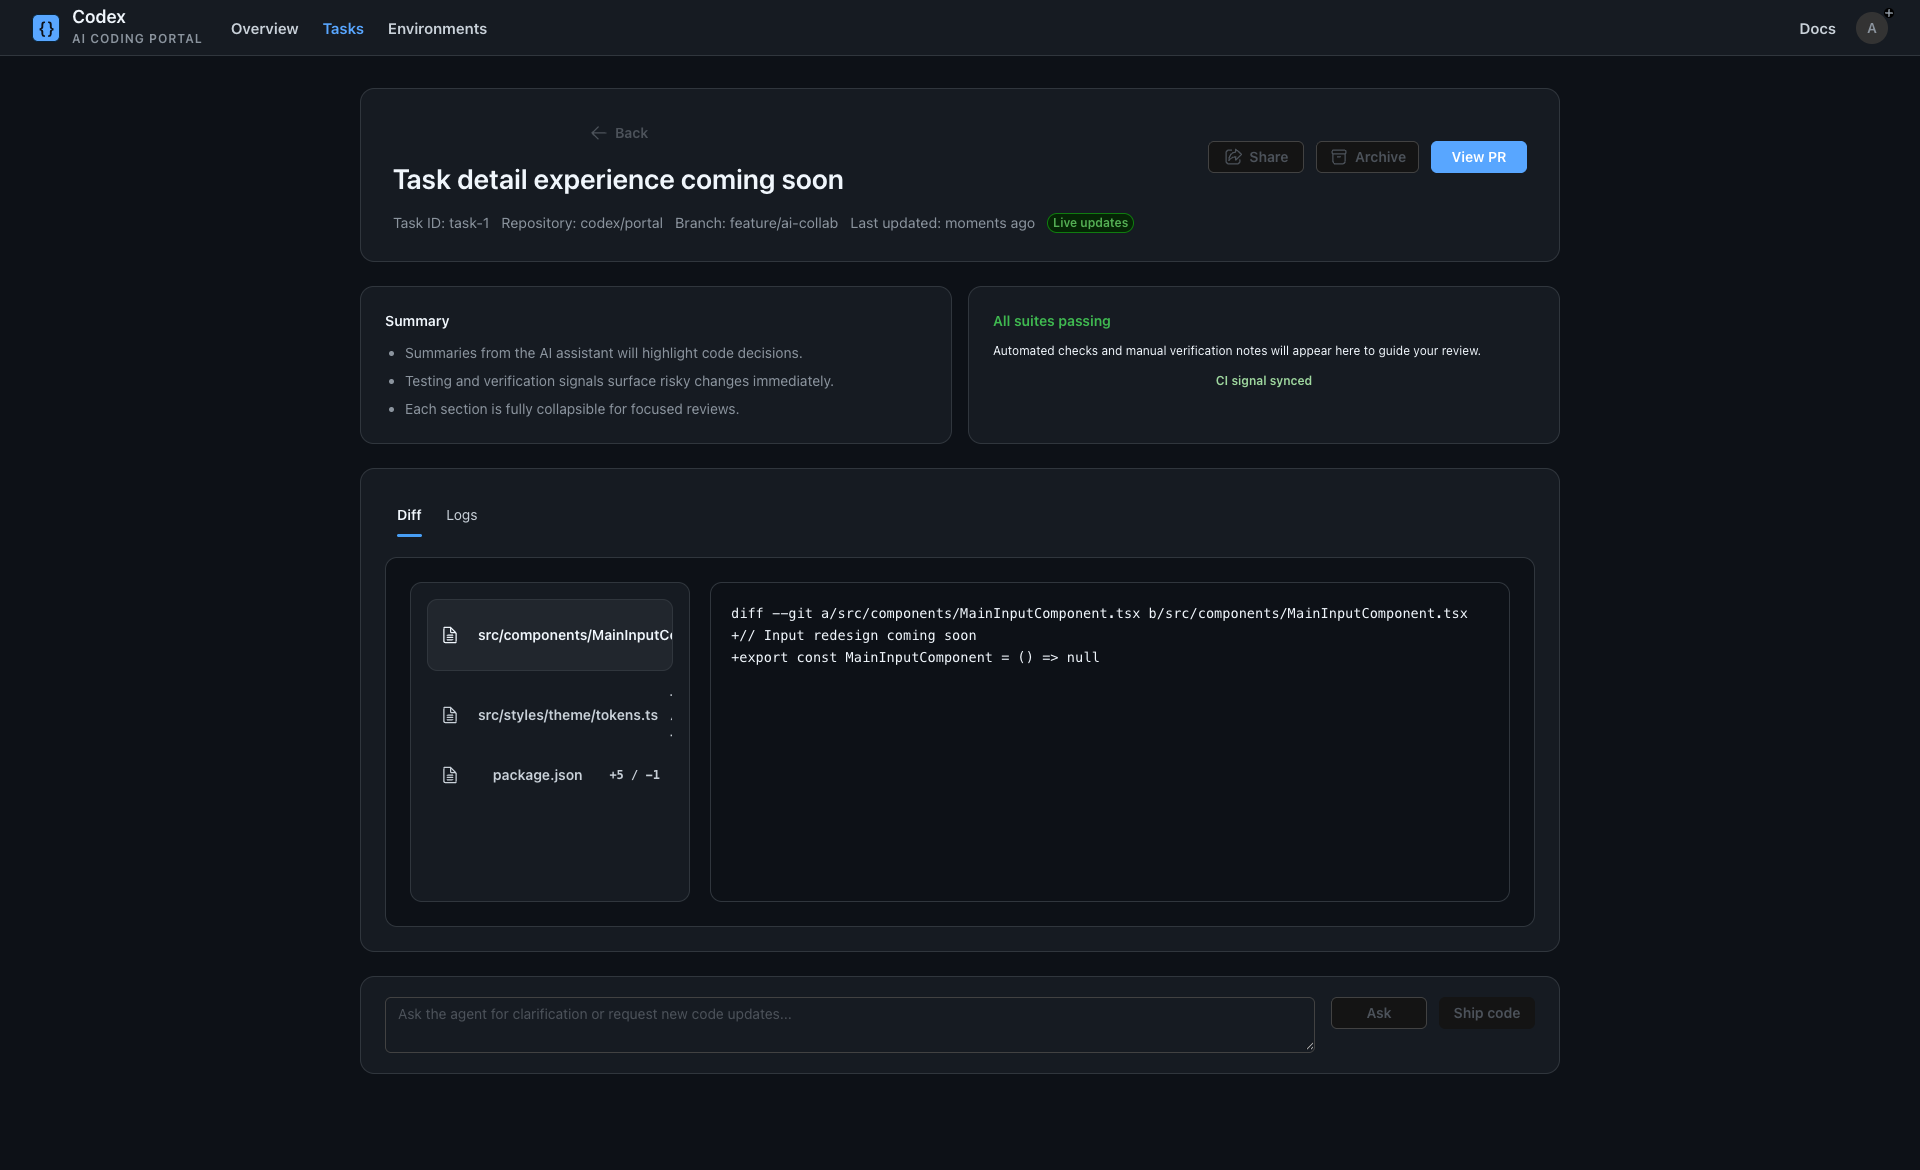 {} Codex
AI CODING PORTAL
Overview Tasks Environments
Docs A +
Back
Share Archive View PR
Task detail experience coming soon
Task ID: task-1 Repository: codex/portal Branch: feature/ai-collab Last updated: moments ago Live updates
Summary
• Summaries from the AI assistant will highlight code decisions.
• Testing and verification signals surface risky changes immediately.
• Each section is fully collapsible for focused reviews.
All suites passing
Automated checks and manual verification notes will appear here to guide your review.
CI signal synced
Diff Logs
src/components/MainInputCo
src/styles/theme/tokens.ts
package.json +5 / −1
diff --git a/src/components/MainInputComponent.tsx b/src/components/MainInputComponent.tsx
+// Input redesign coming soon
+export const MainInputComponent = () => null
Ask the agent for clarification or request new code updates...
Ask Ship code